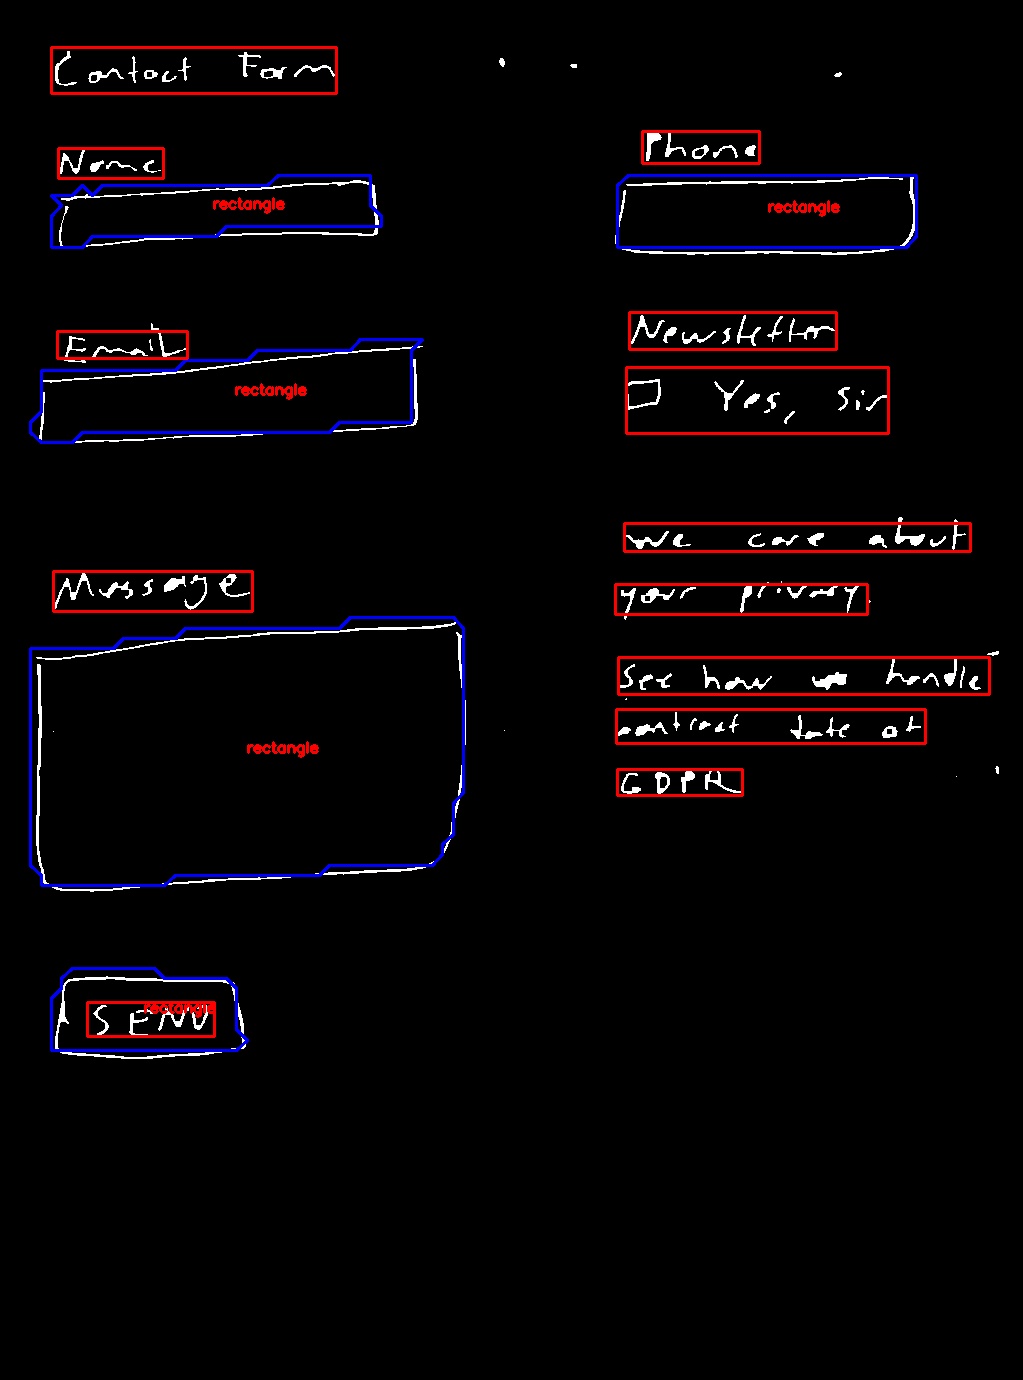 Contact Form
Name
rectangle
Email
rectangle
Message
rectangle
SEND
rectangle
Phone
rectangle
Newsletter
Yes, sir
we care about
your privacy.
See how we handle
contract date at
GDPR